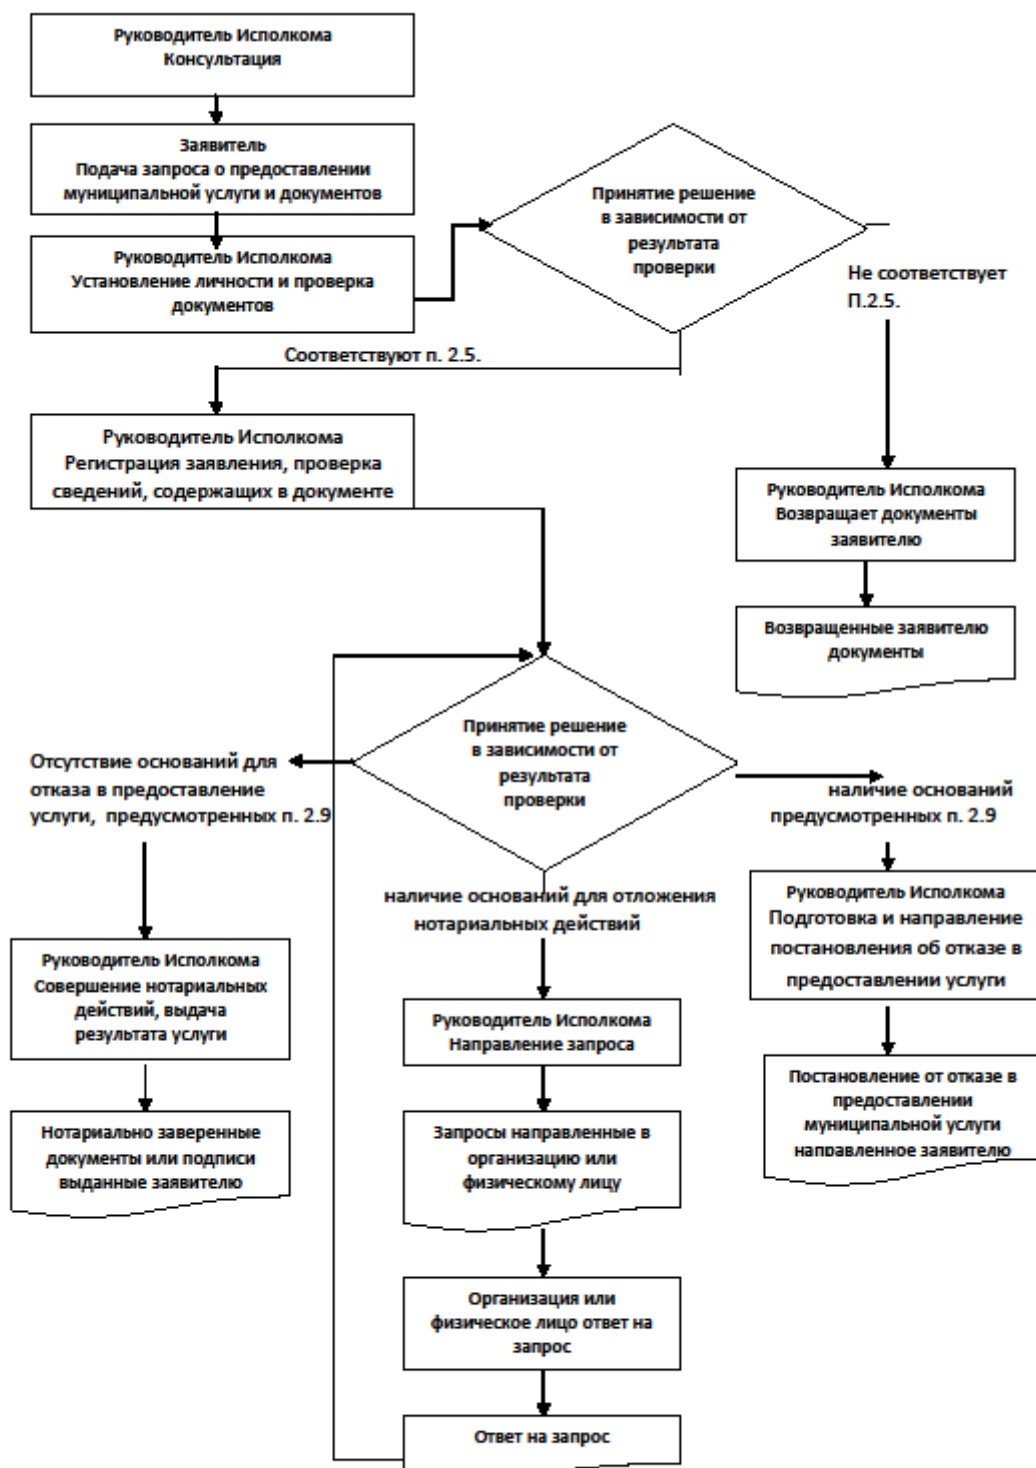 Руководитель Исполкома
Консультация
Заявитель
Подача запроса о предоставлении
муниципальной услуги и документов
Руководитель Исполкома
Установление личности и проверка
документов
Принятие решение
в зависимости от
результата
проверки
Не соответствует
П.2.5.
Соответствуют п. 2.5.
Руководитель Исполкома
Регистрация заявления, проверка
сведений, содержащих в документе
Руководитель Исполкома
Возвращает документы
заявителю
Возвращенные заявителю
документы
Принятие решение
в зависимости от
результата
проверки
Отсутствие оснований для
отказа в предоставление
услуги, предусмотренных п. 2.9
наличие оснований
предусмотренных п. 2.9
наличие оснований для отложения
нотариальных действий
Руководитель Исполкома
Совершение нотариальных
действий, выдача
результата услуги
Нотариально заверенные
документы или подписи
выданные заявителю
Руководитель Исполкома
Направление запроса
Запросы направленные в
организацию или
физическому лицу
Организация или
физическое лицо ответ на
запрос
Ответ на запрос
Руководитель Исполкома
Подготовка и направление
постановления об отказе в
предоставлении услуги
Постановление от отказе в
предоставлении
муниципальной услуги
направленное заявителю